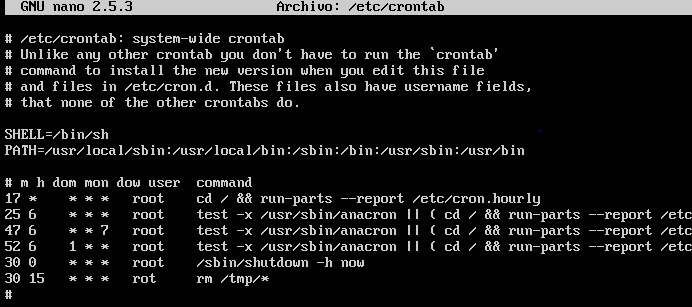 GNU nano 2.5.3 Archivo: /etc/crontab
# /etc/crontab: system-wide crontab
# Unlike any other crontab you don't have to run the `crontab'
# command to install the new version when you edit this file
# and files in /etc/cron.d. These files also have username fields,
# that none of the other crontabs do.
SHELL=/bin/sh
PATH=/usr/local/sbin:/usr/local/bin:/sbin:/bin:/usr/sbin:/usr/bin
# m h dom mon dow user command
17 * * * * root cd / && run-parts --report /etc/cron.hourly
25 6 * * * root test -x /usr/sbin/anacron || ( cd / && run-parts --report /etc
47 6 * * 7 root test -x /usr/sbin/anacron || ( cd / && run-parts --report /etc
52 6 1 * * root test -x /usr/sbin/anacron || ( cd / && run-parts --report /etc
30 0 * * * root /sbin/shutdown -h now
30 15 * * * rot rm /tmp/*
#